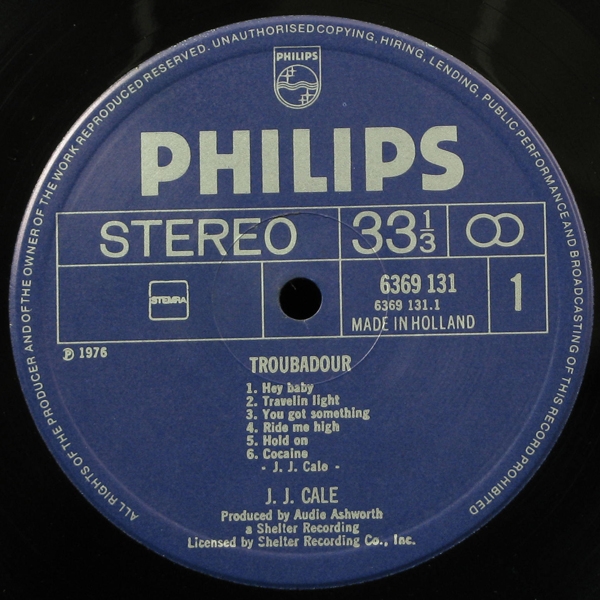 ALL RIGHTS OF THE PRODUCER AND OF THE OWNER OF THE WORK REPRODUCED RESERVED. UNAUTHORISED COPYING, HIRING, LENDING, PUBLIC PERFORMANCE AND BROADCASTING OF THIS RECORD PROHIBITED
PHILIPS
PHILIPS
STEREO 33 1/3
STEMRA 6369 131 1
6369 131.1
MADE IN HOLLAND
℗ 1976
TROUBADOUR
1. Hey baby
2. Travelin light
3. You got something
4. Ride me high
5. Hold on
6. Cocaine
- J. J. Cale -
J. J. CALE
Produced by Audie Ashworth
a Shelter Recording
Licensed by Shelter Recording Co., Inc.